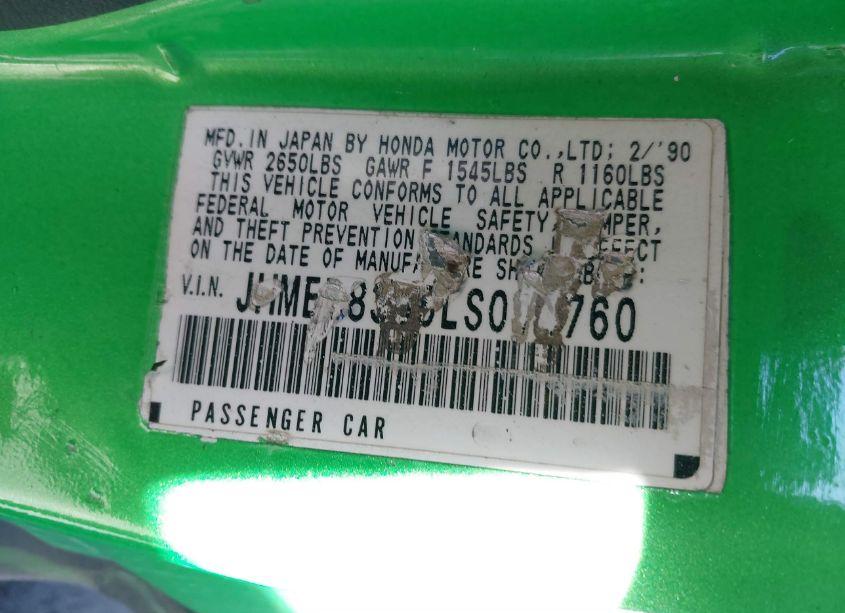 MFD. IN JAPAN BY HONDA MOTOR CO.,LTD; 2/'90
GVWR 2650LBS GAWR F 1545LBS R 1160LBS
THIS VEHICLE CONFORMS TO ALL APPLICABLE
FEDERAL MOTOR VEHICLE SAFETY,
AND THEFT PREVENTION
ON THE DATE OF
V.I.N.
PASSENGER CAR